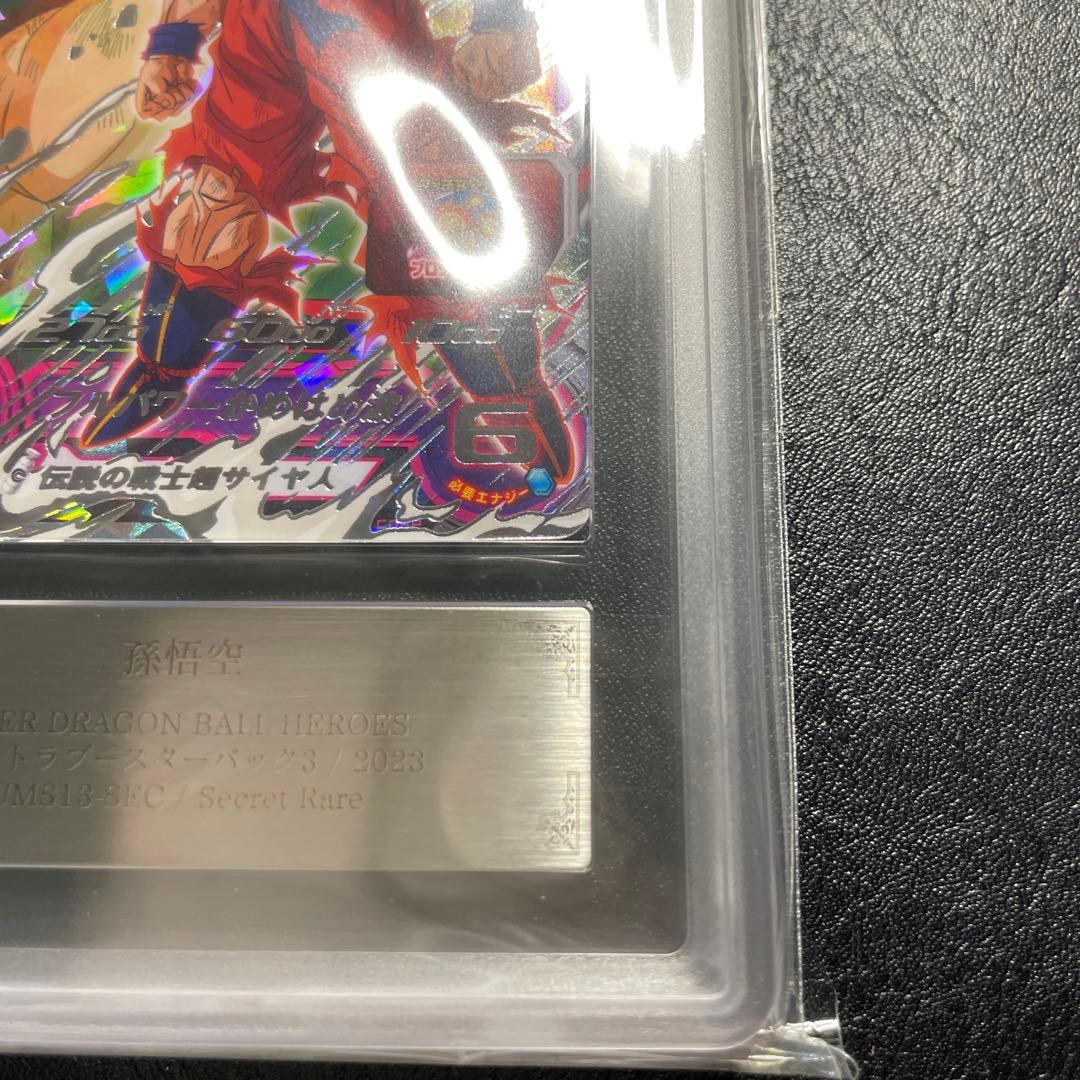 2700 6000 1000
フルパワーかめはめ波
6
© 伝説の戦士超サイヤ人
必要エナジー
孫悟空
ER DRAGON BALL HEROES
トラブースターパック3 / 2023
UMS13-SEC / Secret Rare